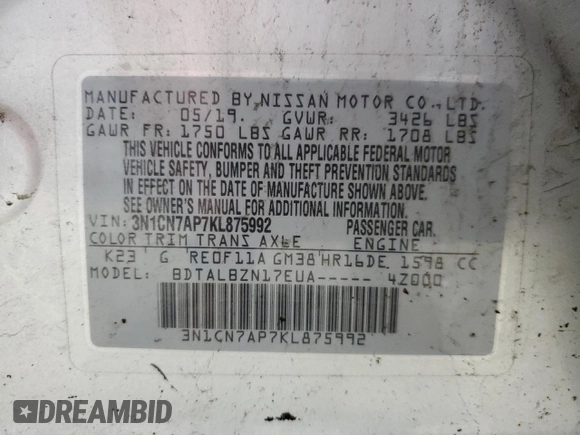 MANUFACTURED BY NISSAN MOTOR CO., LTD.
DATE: 05/19. GVWR: 3426 LBS
GAWR FR: 1750 LBS GAWR RR: 1708 LBS
THIS VEHICLE CONFORMS TO ALL APPLICABLE FEDERAL MOTOR
VEHICLE SAFETY, BUMPER AND THEFT PREVENTION STANDARDS
IN EFFECT ON THE DATE OF MANUFACTURE SHOWN ABOVE.
SEE OWNER'S MANUAL FOR ADDITIONAL INFORMATION
VIN: 3N1CN7AP7KL875992 PASSENGER CAR.
COLOR TRIM TRANS AXLE ENGINE
K23 G RE0F11A GM38 HR16DE 1598 CC
MODEL: BDTALBZN17EUA----- 4Z000
3N1CN7AP7KL875992
DREAMBID